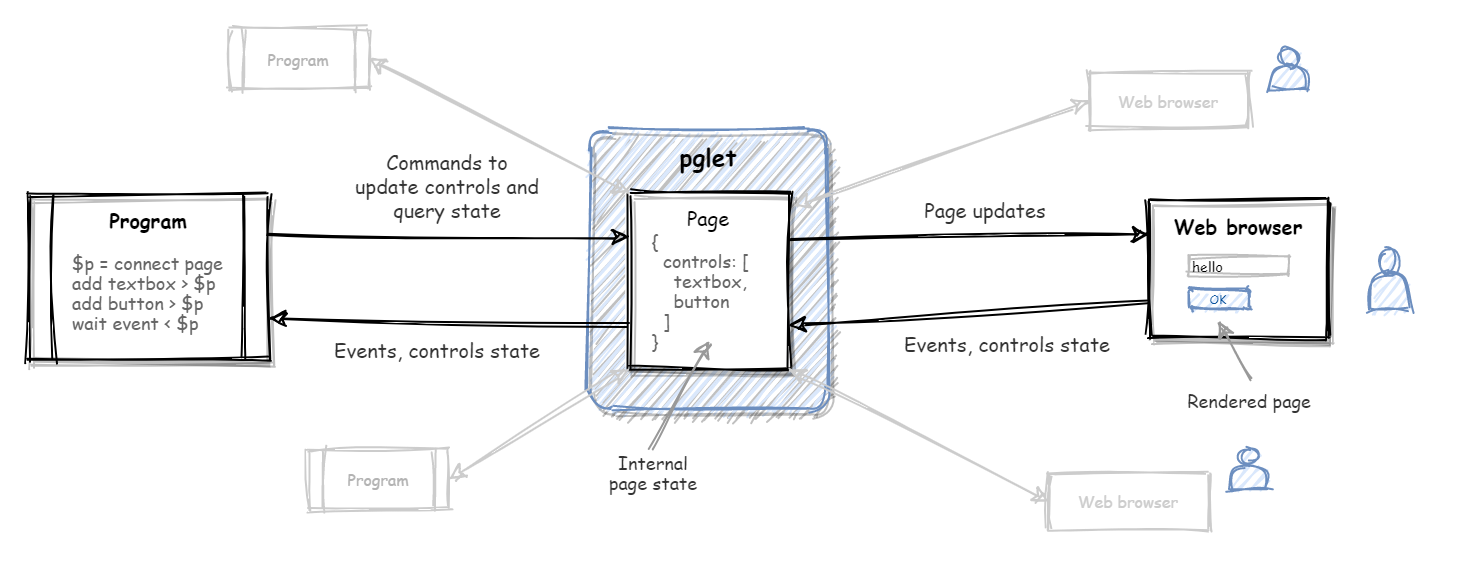 Program
Web browser
pglet
Commands to
update controls and
query state
Program
$p = connect page
add textbox > $p
add button > $p
wait event < $p
Events, controls state
Page
{
controls: [
textbox,
button
]
}
Page updates
Events, controls state
Web browser
hello
OK
Rendered page
Internal
page state
Program
Web browser